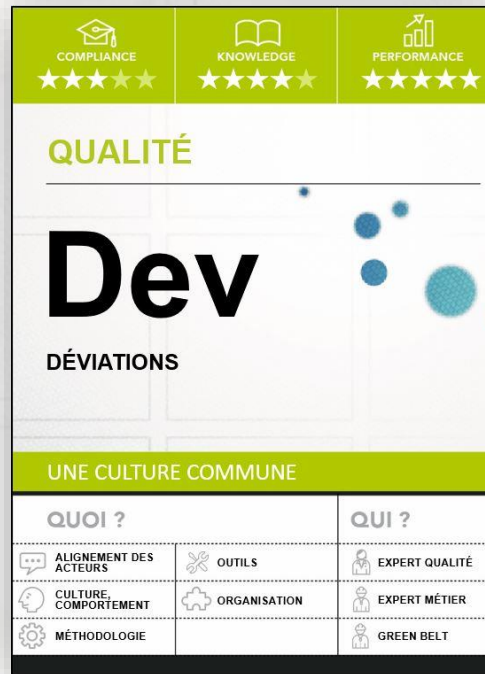 COMPLIANCE
KNOWLEDGE
PERFORMANCE
QUALITÉ
Dev
DÉVIATIONS
UNE CULTURE COMMUNE
QUOI ?
QUI ?
ALIGNEMENT DES
ACTEURS
OUTILS
EXPERT QUALITÉ
CULTURE,
COMPORTEMENT
ORGANISATION
EXPERT MÉTIER
MÉTHODOLOGIE
GREEN BELT